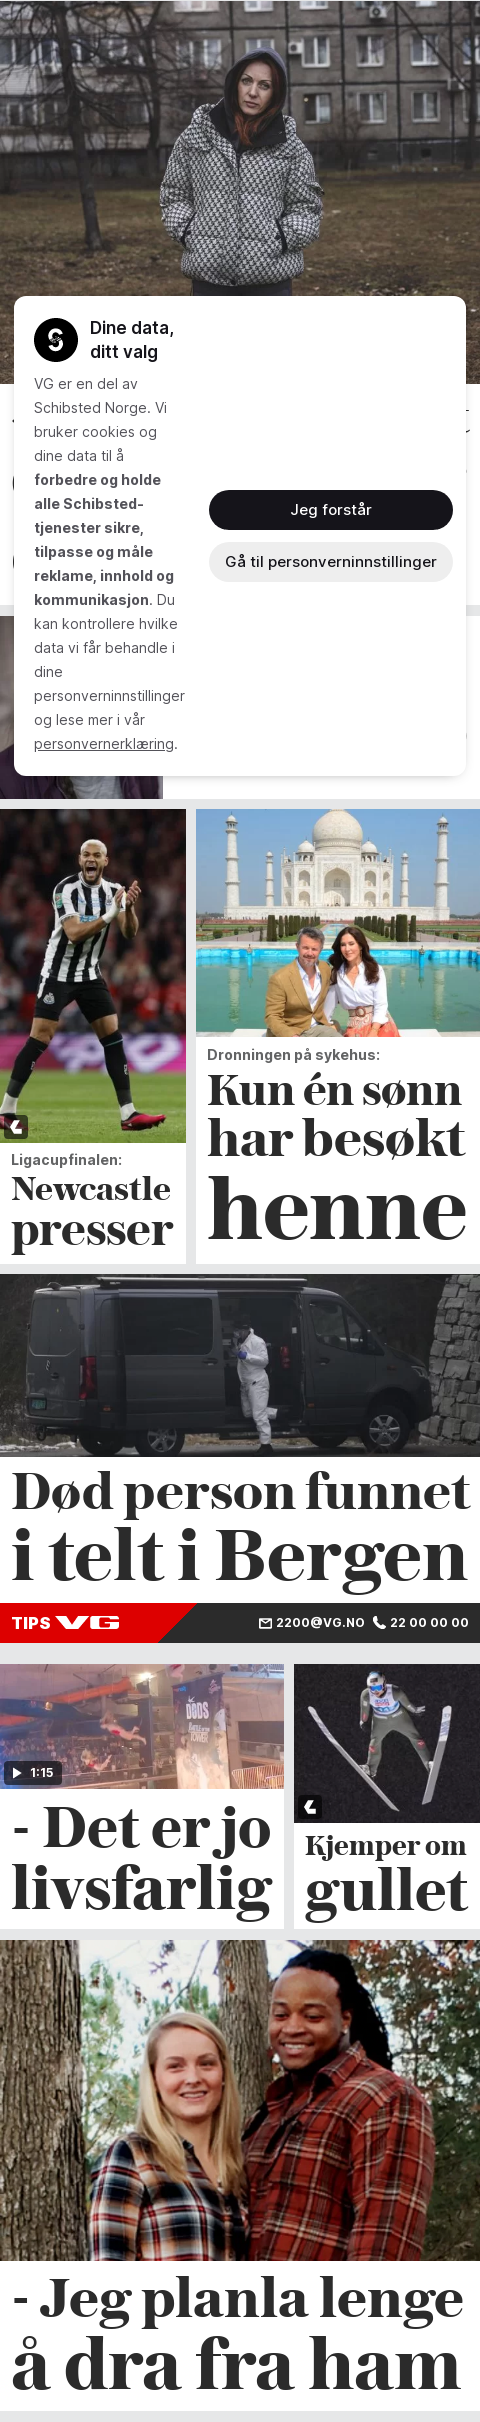 Dine data,
ditt valg
VG er en del av
Schibsted Norge. Vi
bruker cookies og
dine data til å
forbedre og holde
alle Schibsted-
tjenester sikre,
tilpasse og måle
reklame, innhold og
kommunikasjon. Du
kan kontrollere hvilke
data vi får behandle i
dine
personverninnstillinger
og lese mer i vår
personvernerklæring.
Jeg forstår
Gå til personverninnstillinger
Ligacupfinalen:
Newcastle
presser
Dronningen på sykehus:
Kun én sønn
har besøkt
henne
Død person funnet
i telt i Bergen
TIPS VG
2200@VG.NO 22 00 00 00
DØDS
1:15
- Det er jo
livsfarlig
Kjemper om
gullet
- Jeg planla lenge
å dra fra ham